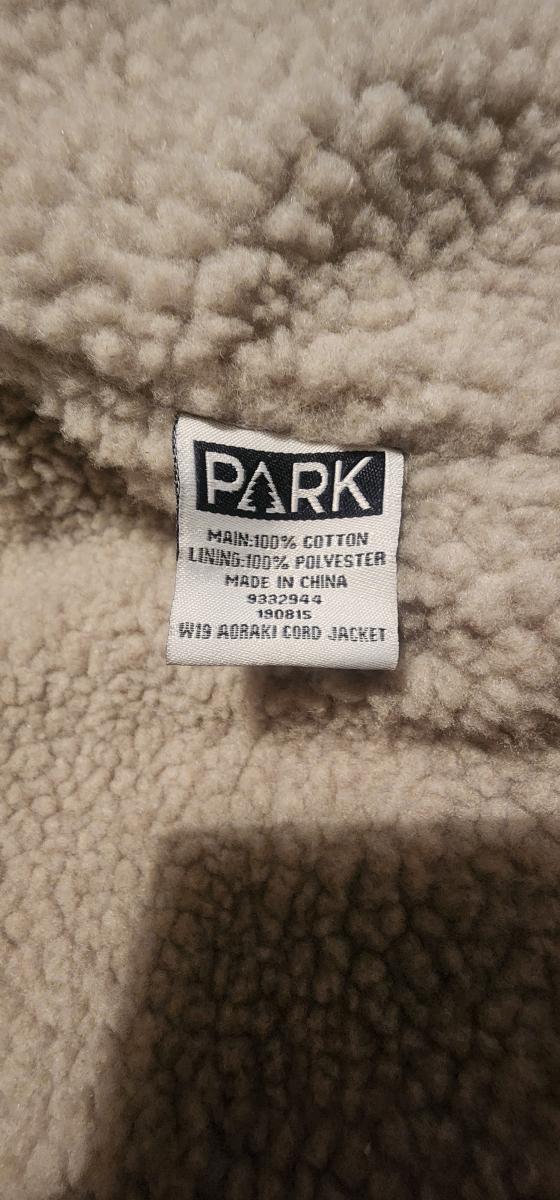 PARK
MAIN:100% COTTON
LINING:100% POLYESTER
MADE IN CHINA
9332944
190815
W19 AORAKI CORD JACKET